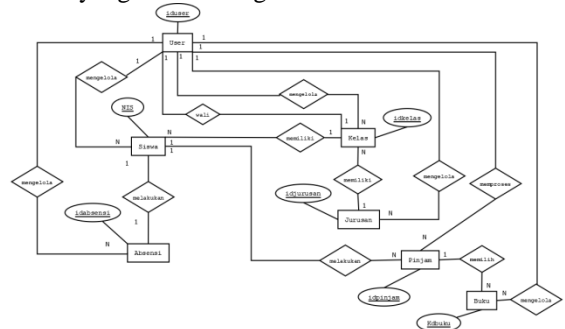 iduser
1 1 User 1 1
1 1 1 1
mengelola
mengelola
NIS
wali
idkelas
N 1 N
N Siswa N memiliki 1 Kelas
1 1
1 N
mengelola memiliki mengelola memproses
melakukan
idjurusan
idabsensi 1 1
Jurusan N
N Absensi
N
melakukan N Pinjam 1 memilih
N
idpinjam Buku N mengelola
Kdbuku